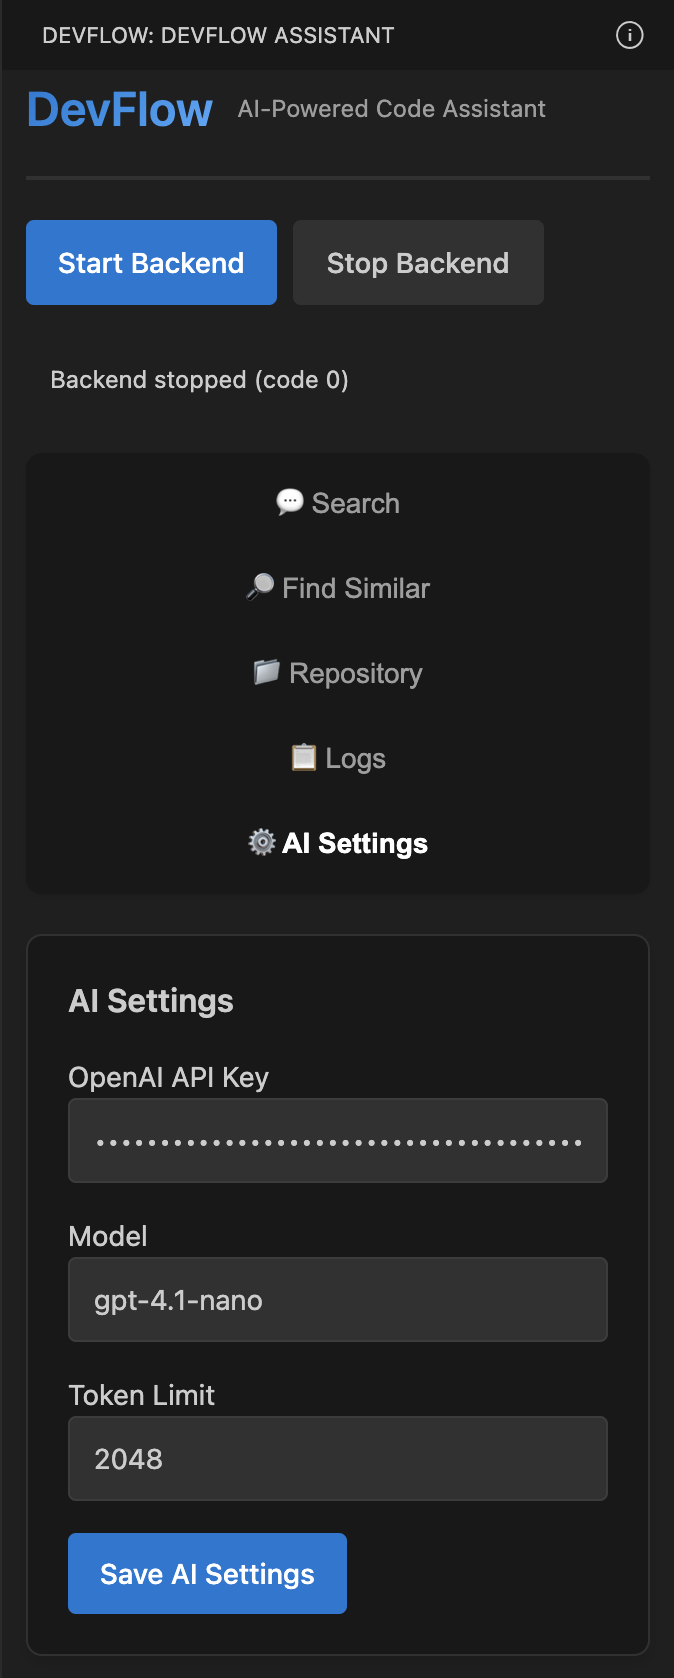 DEVFLOW: DEVFLOW ASSISTANT
DevFlow AI-Powered Code Assistant
Start Backend Stop Backend
Backend stopped (code 0)
💬 Search
🔎 Find Similar
📁 Repository
📋 Logs
⚙️ AI Settings
AI Settings
OpenAI API Key
••••••••••••••••••••••••••••••••••••••
Model
gpt-4.1-nano
Token Limit
2048
Save AI Settings